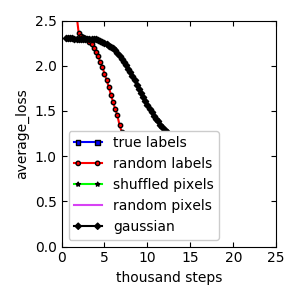 2.5
2.0
1.5
1.0
0.5
0.0
average_loss
true labels
random labels
shuffled pixels
random pixels
gaussian
0 5 10 15 20 25
thousand steps